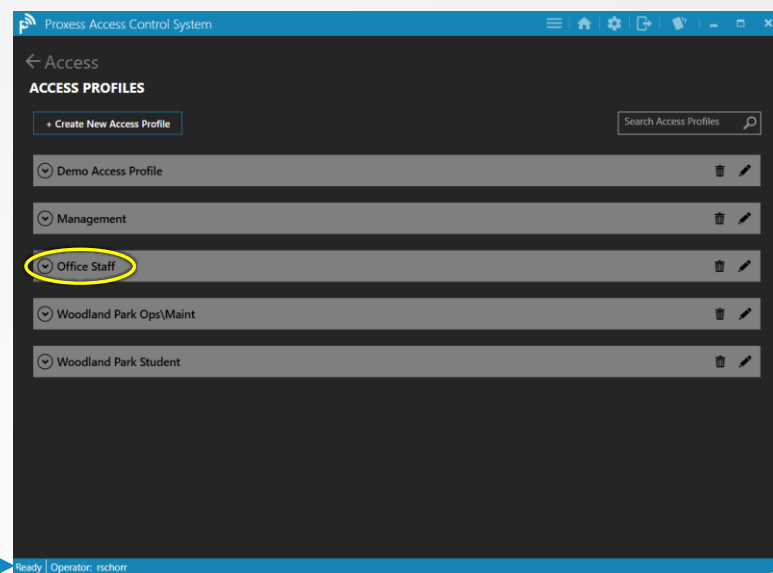 Proxess Access Control System
Access
ACCESS PROFILES
+ Create New Access Profile
Search Access Profiles
Demo Access Profile
Management
Office Staff
Woodland Park Ops\Maint
Woodland Park Student
Ready | Operator: rschorr